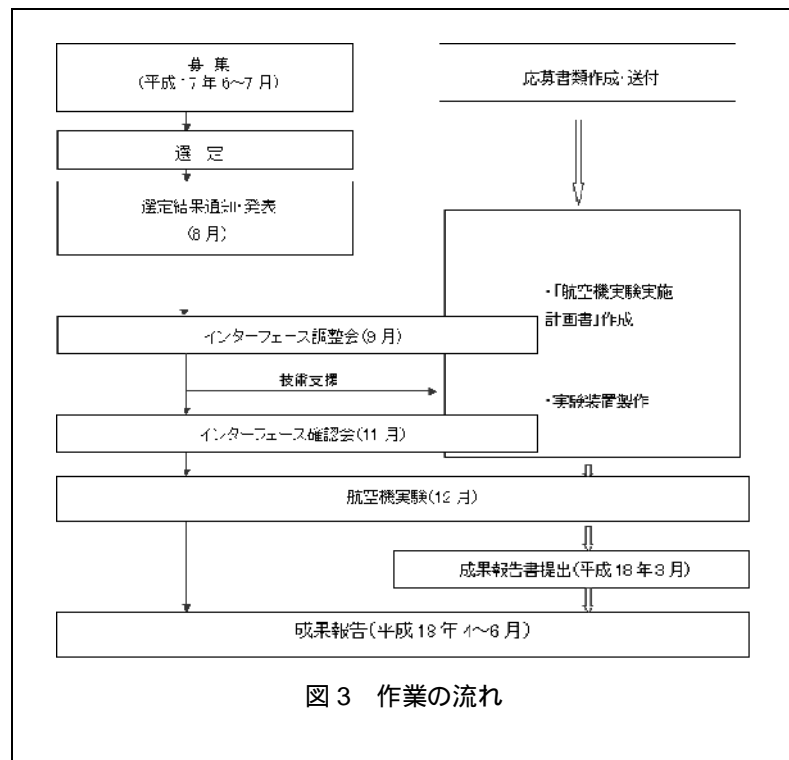 募 集
(平成17年6～7月)
応募書類作成・送付
選 定
選定結果通知・発表
(8月)
・「航空機実験実施
計画書」作成
インターフェース調整会(9月)
技術支援
・実験装置製作
インターフェース確認会(11月)
航空機実験(12月)
成果報告書提出(平成18年3月)
成果報告(平成18年4～6月)
図3 作業の流れ